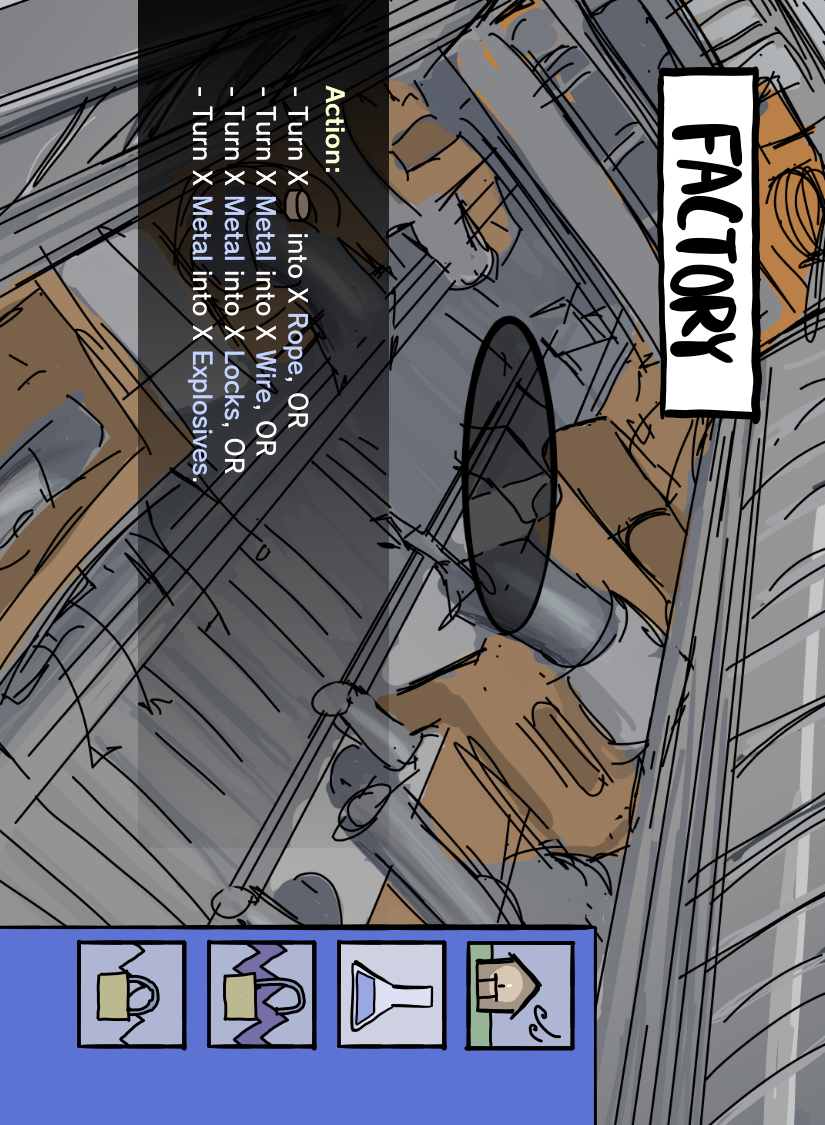 FACTORY
Action:
- Turn X into X Rope, OR
- Turn X Metal into X Wire, OR
- Turn X Metal into X Locks, OR
- Turn X Metal into X Explosives.